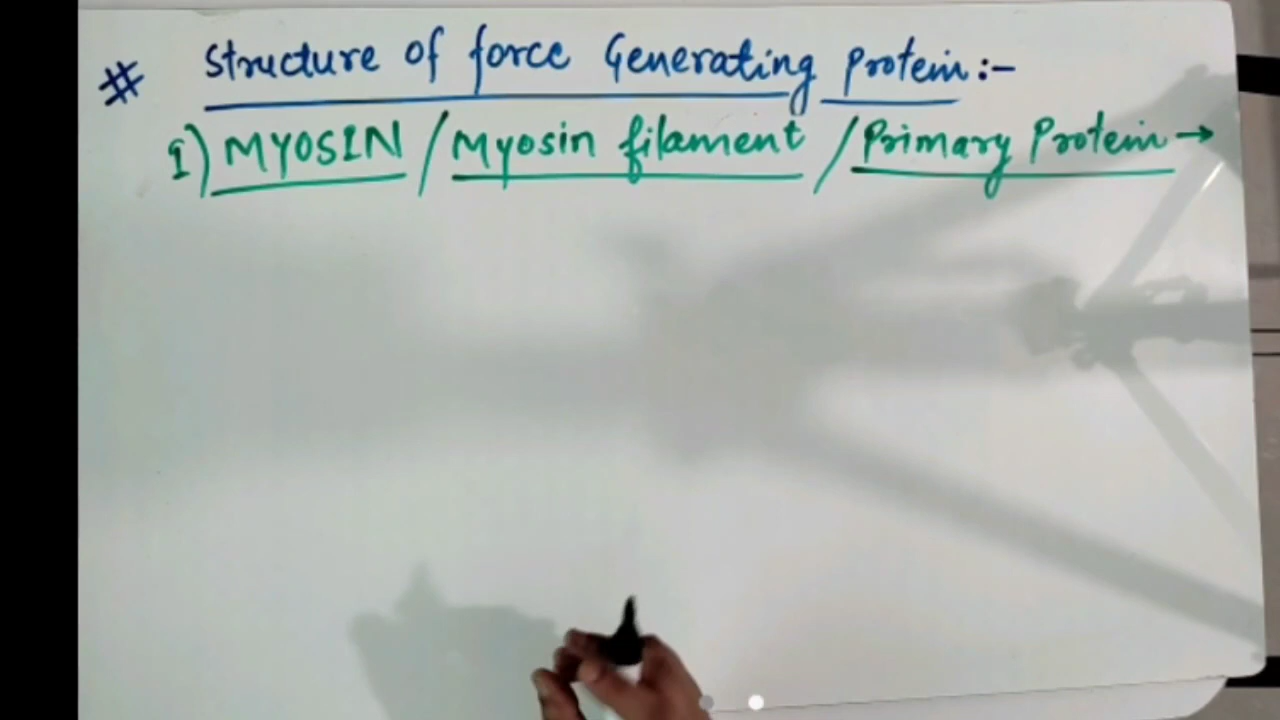 # Structure of force Generating Protein:-
1) MYOSIN / Myosin filament / Primary Protein →